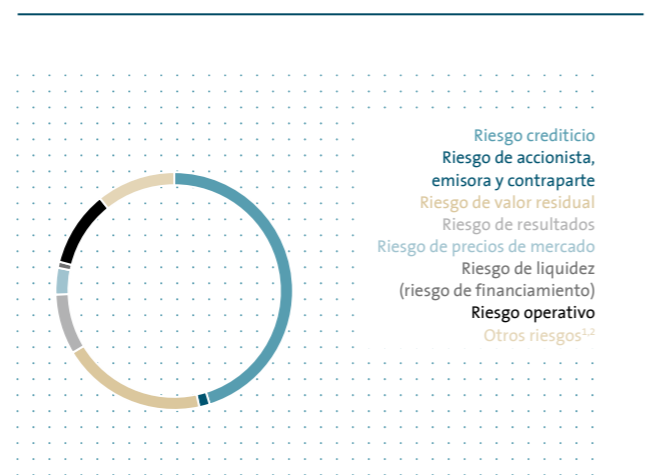 Riesgo crediticio
Riesgo de accionista,
emisora y contraparte
Riesgo de valor residual
Riesgo de resultados
Riesgo de precios de mercado
Riesgo de liquidez
(riesgo de financiamiento)
Riesgo operativo
Otros riesgos1,2